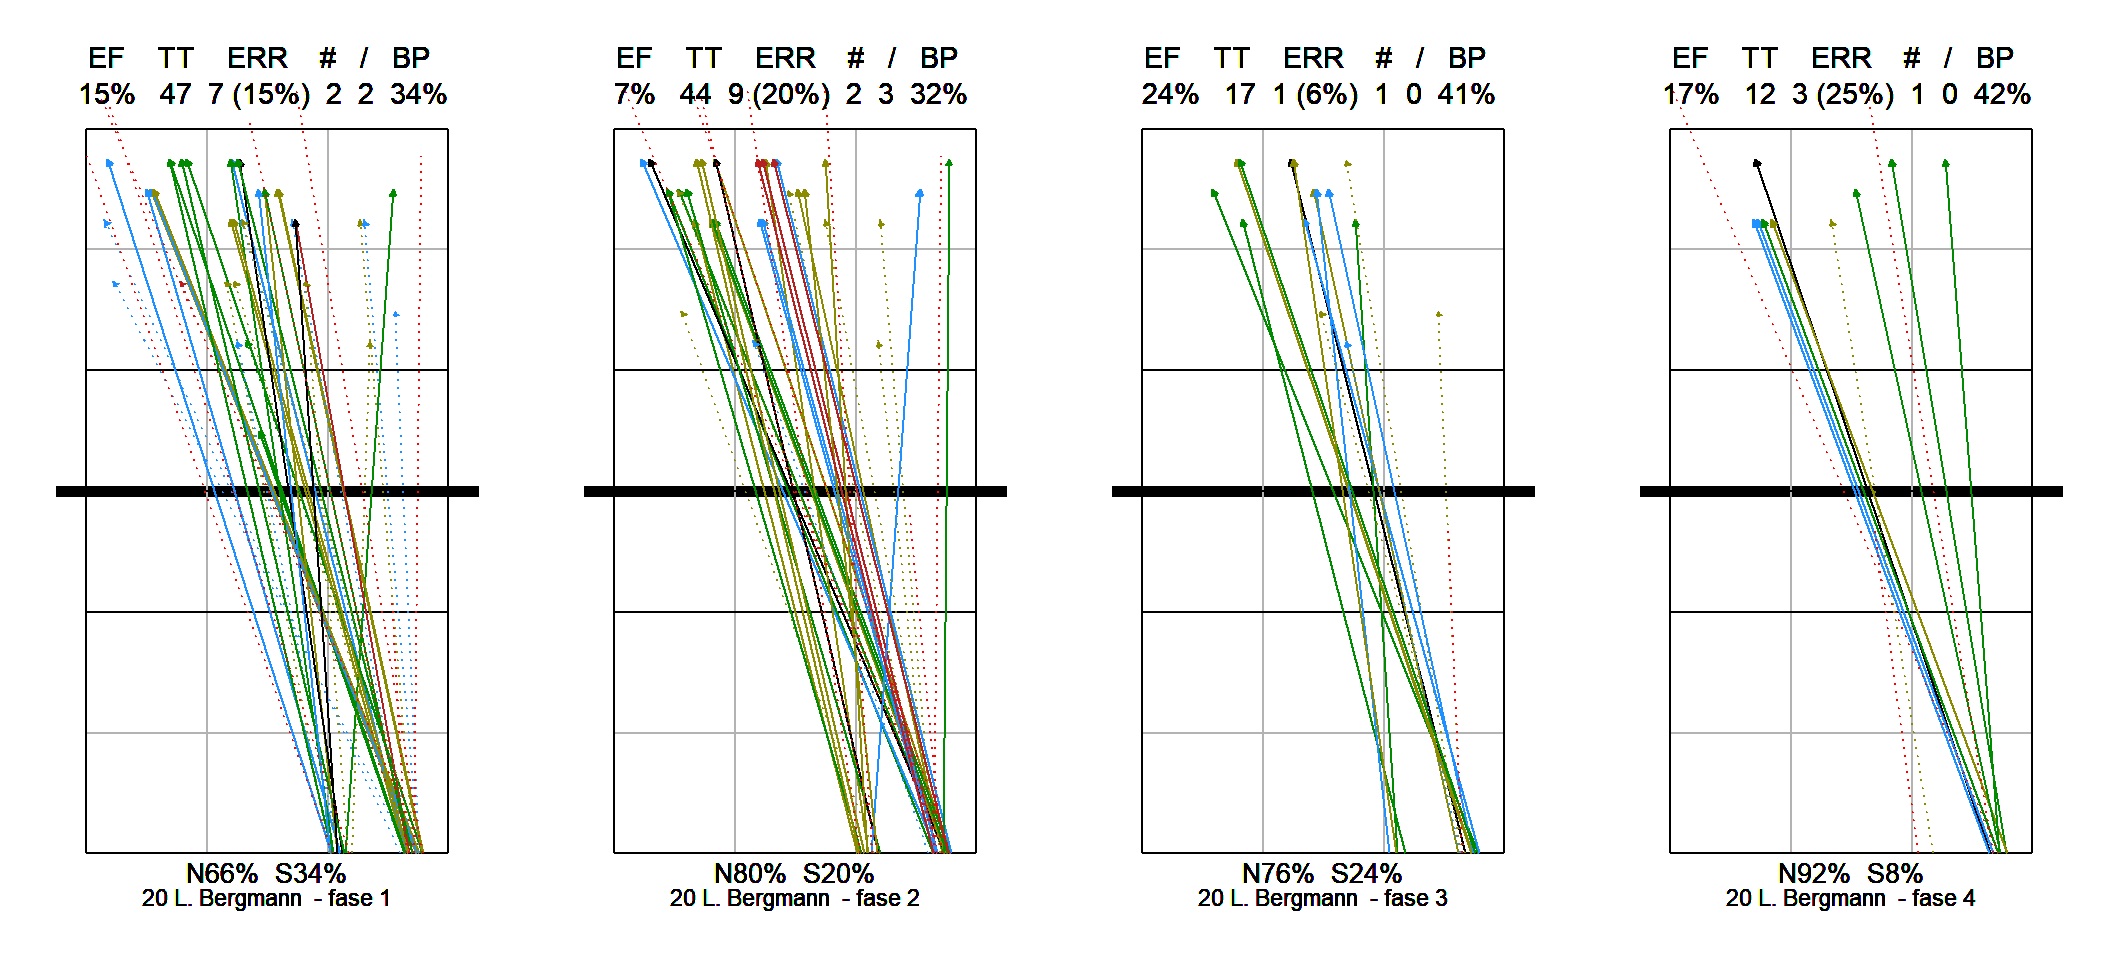 EF TT ERR # / BP
15% 47 7 (15%) 2 2 34%
N66% S34%
20 L. Bergmann - fase 1
EF TT ERR # / BP
7% 44 9 (20%) 2 3 32%
N80% S20%
20 L. Bergmann - fase 2
EF TT ERR # / BP
24% 17 1 (6%) 1 0 41%
N76% S24%
20 L. Bergmann - fase 3
EF TT ERR # / BP
17% 12 3 (25%) 1 0 42%
N92% S8%
20 L. Bergmann - fase 4